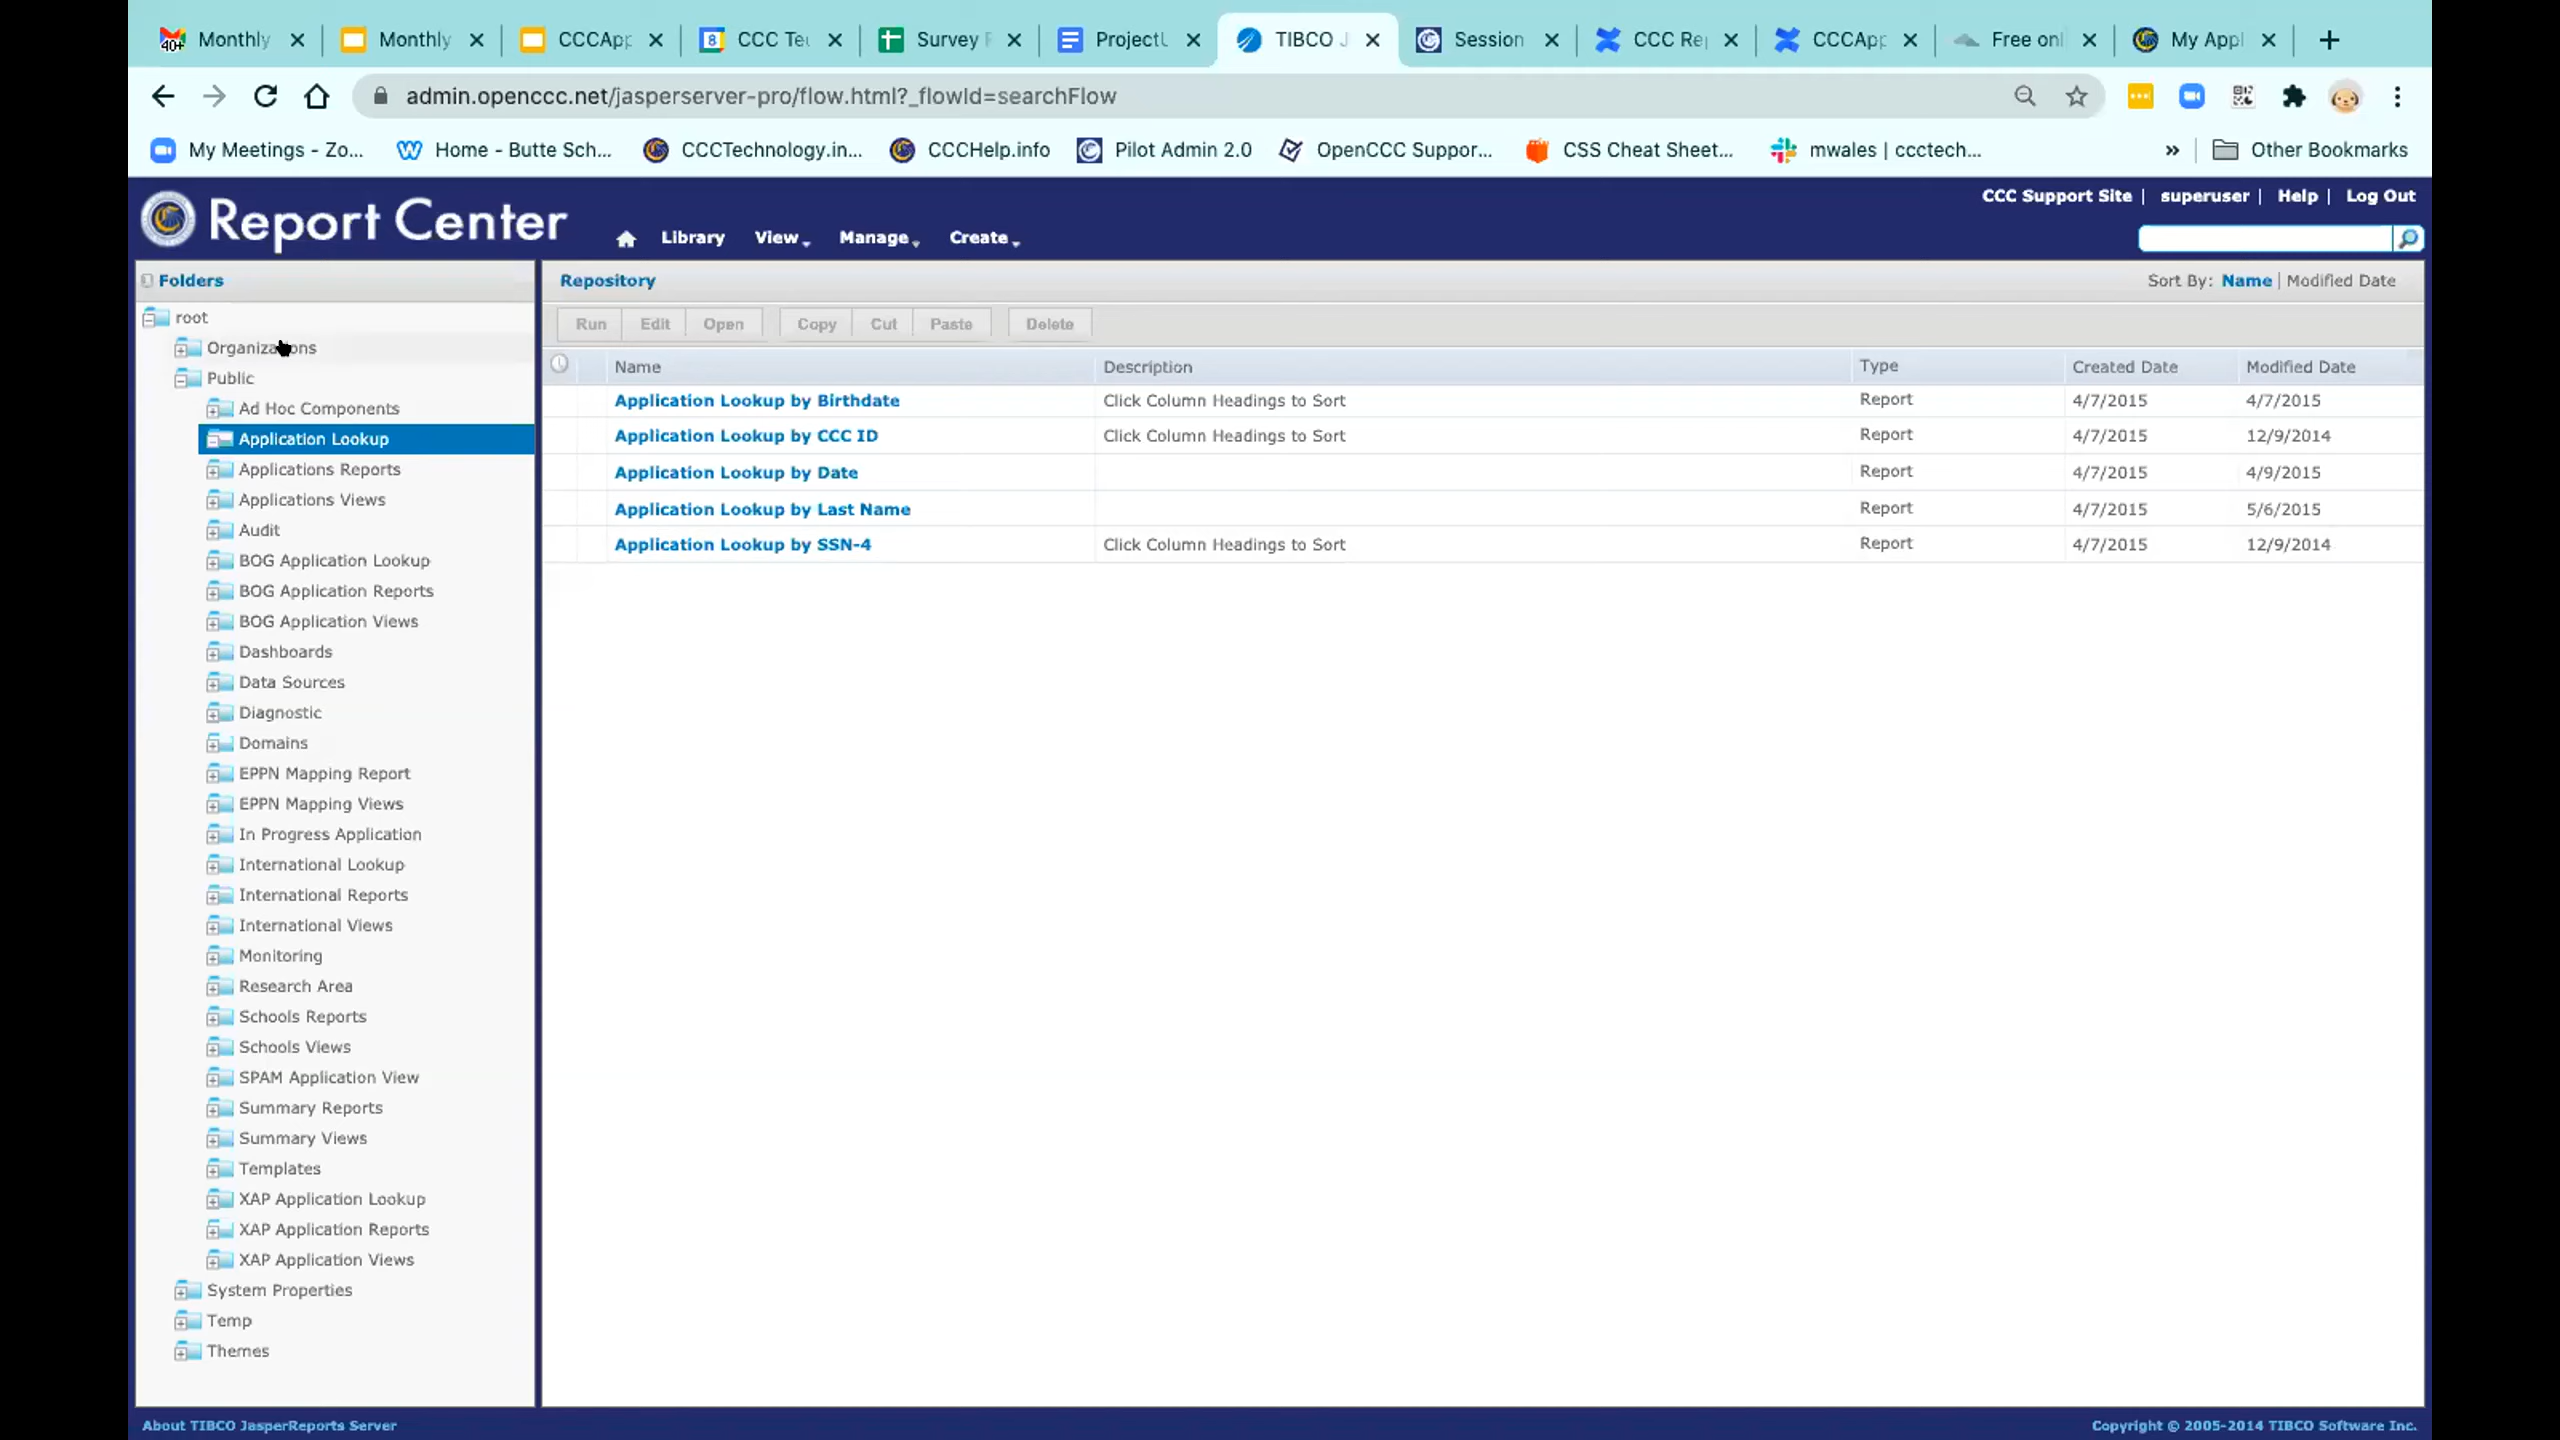 40+ Monthly Monthly CCCApp CCC Te Survey ProjectU TIBCO J Session CCC Re CCCApp Free onl My Appl
admin.openccc.net/jasperserver-pro/flow.html?_flowId=searchFlow
My Meetings - Zo... Home - Butte Sch... CCCTechnology.in... CCCHelp.info Pilot Admin 2.0 OpenCCC Suppor... CSS Cheat Sheet... mwales | ccctech... » Other Bookmarks
CCC Support Site | superuser | Help | Log Out
Report Center Library View Manage Create
Folders
root
Organizations
Public
Ad Hoc Components
Application Lookup
Applications Reports
Applications Views
Audit
BOG Application Lookup
BOG Application Reports
BOG Application Views
Dashboards
Data Sources
Diagnostic
Domains
EPPN Mapping Report
EPPN Mapping Views
In Progress Application
International Lookup
International Reports
International Views
Monitoring
Research Area
Schools Reports
Schools Views
SPAM Application View
Summary Reports
Summary Views
Templates
XAP Application Lookup
XAP Application Reports
XAP Application Views
System Properties
Temp
Themes
Repository Sort By: Name | Modified Date
Run Edit Open Copy Cut Paste Delete
Name Description Type Created Date Modified Date
Application Lookup by Birthdate Click Column Headings to Sort Report 4/7/2015 4/7/2015
Application Lookup by CCC ID Click Column Headings to Sort Report 4/7/2015 12/9/2014
Application Lookup by Date Report 4/7/2015 4/9/2015
Application Lookup by Last Name Report 4/7/2015 5/6/2015
Application Lookup by SSN-4 Click Column Headings to Sort Report 4/7/2015 12/9/2014
About TIBCO JasperReports Server Copyright © 2005-2014 TIBCO Software Inc.